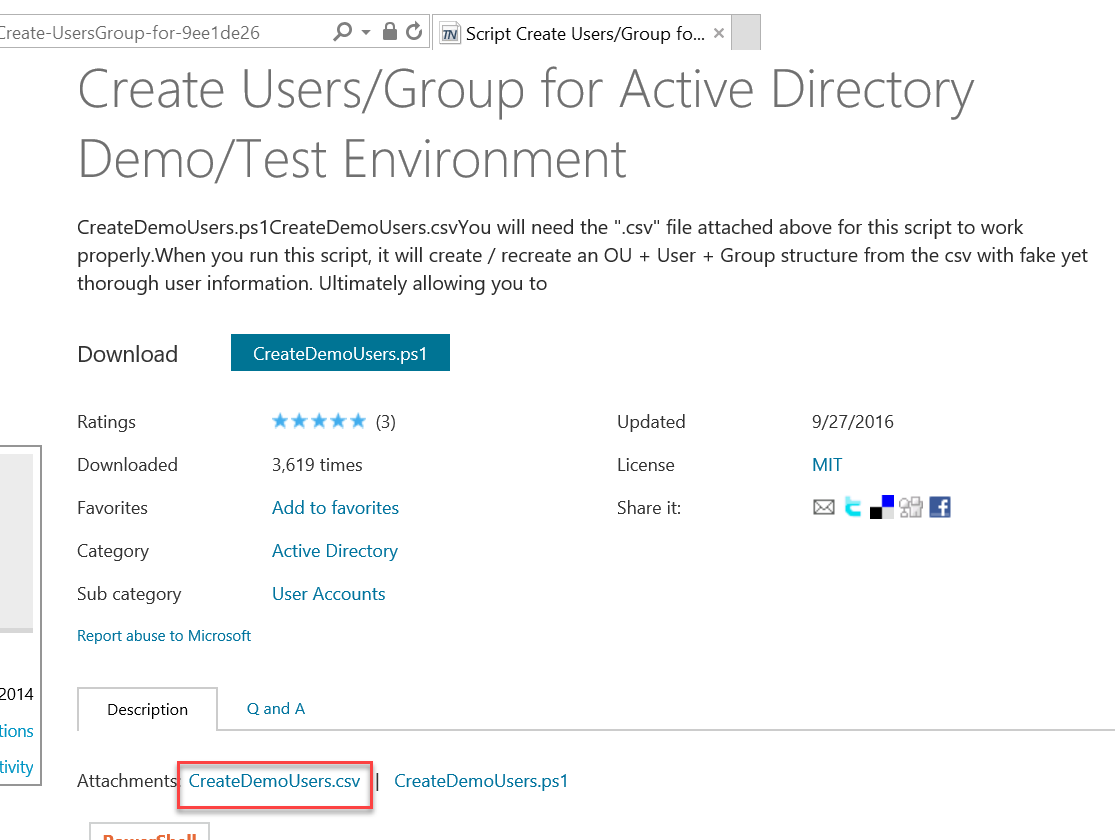 Create-UsersGroup-for-9ee1de26
TN Script Create Users/Group fo... ×
Create Users/Group for Active Directory
Demo/Test Environment
CreateDemoUsers.ps1CreateDemoUsers.csvYou will need the ".csv" file attached above for this script to work
properly.When you run this script, it will create / recreate an OU + User + Group structure from the csv with fake yet
thorough user information. Ultimately allowing you to
Download CreateDemoUsers.ps1
Ratings (3) Updated 9/27/2016
Downloaded 3,619 times License MIT
Favorites Add to favorites Share it:
Category Active Directory
Sub category User Accounts
Report abuse to Microsoft
2014
tions
tivity
Description Q and A
Attachments: CreateDemoUsers.csv | CreateDemoUsers.ps1
PowerShell